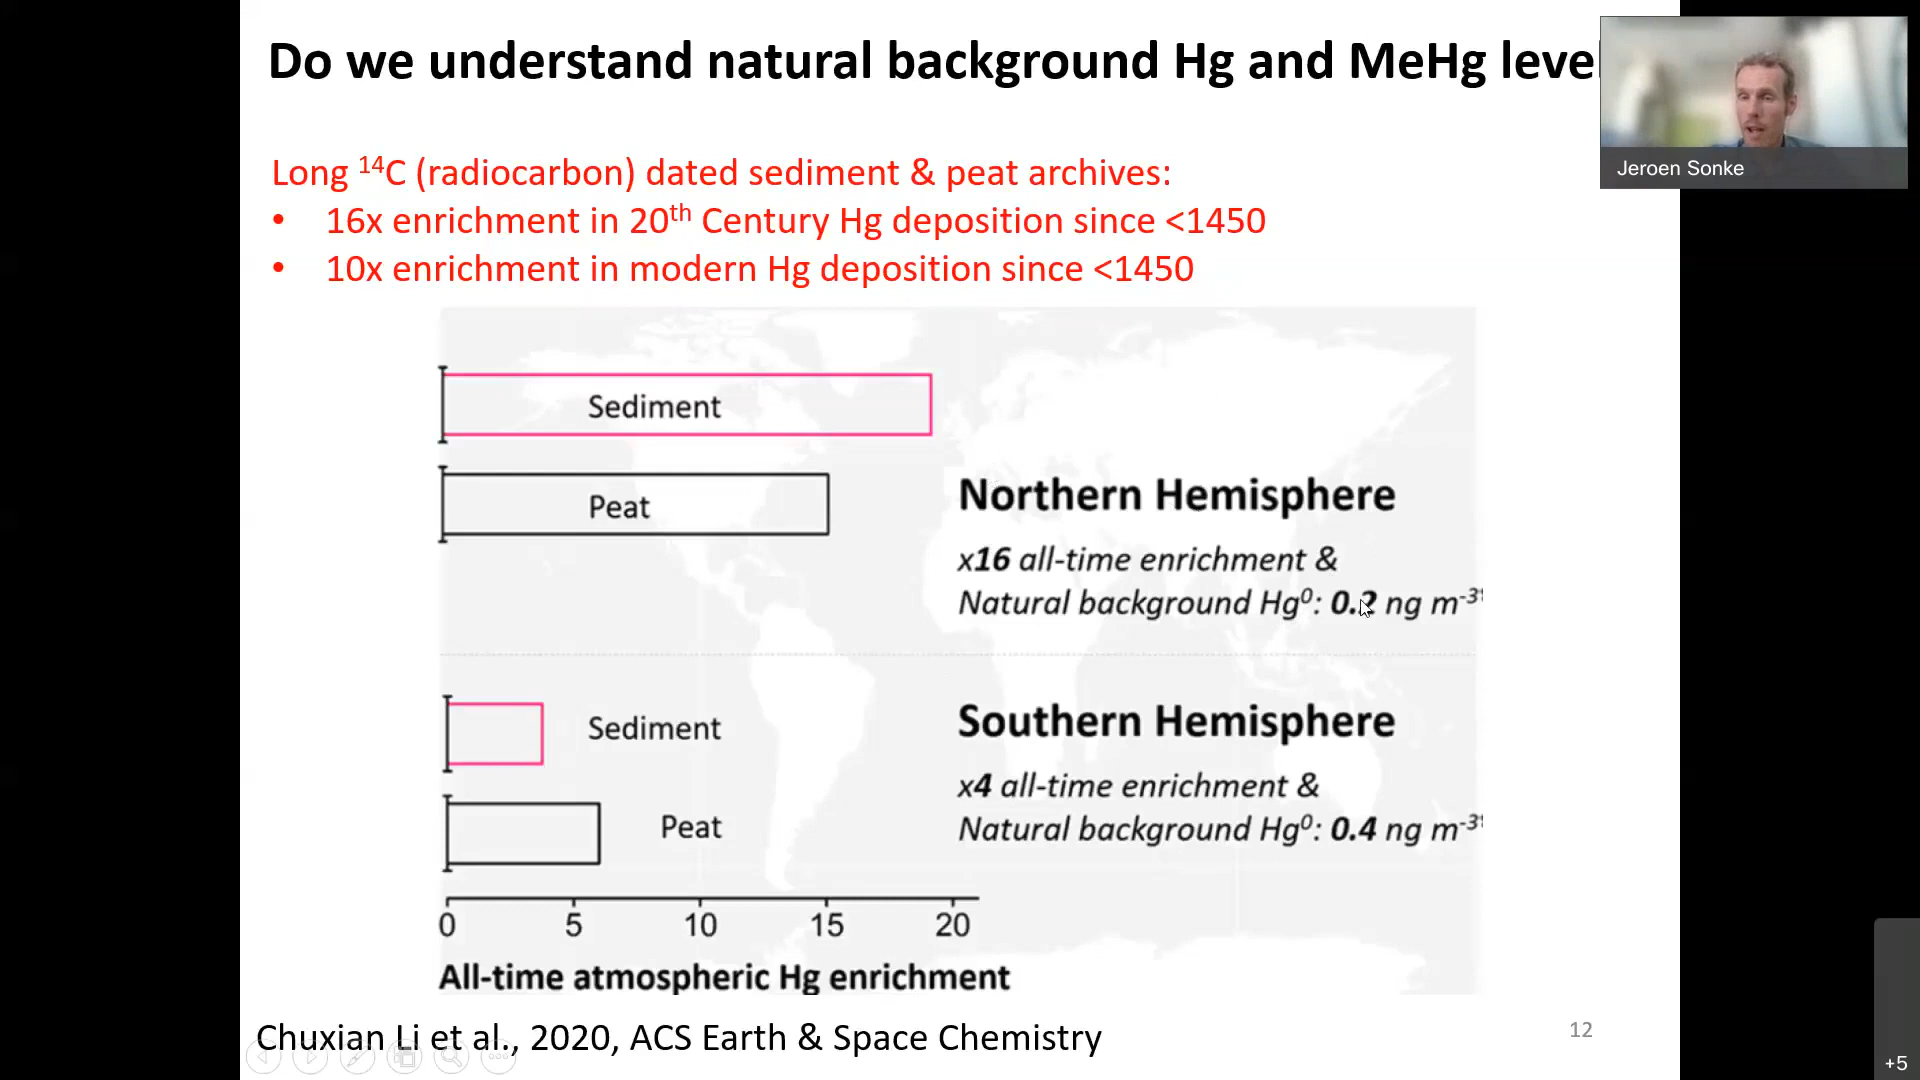 Do we understand natural background Hg and MeHg level
Jeroen Sonke
Long ¹⁴C (radiocarbon) dated sediment & peat archives:
• 16x enrichment in 20ᵗʰ Century Hg deposition since <1450
• 10x enrichment in modern Hg deposition since <1450
Sediment
Peat
Northern Hemisphere
x16 all-time enrichment &
Natural background Hg⁰: 0.2 ng m⁻³
Sediment
Peat
Southern Hemisphere
x4 all-time enrichment &
Natural background Hg⁰: 0.4 ng m⁻³
0 5 10 15 20
All-time atmospheric Hg enrichment
Chuxian Li et al., 2020, ACS Earth & Space Chemistry
12
+5